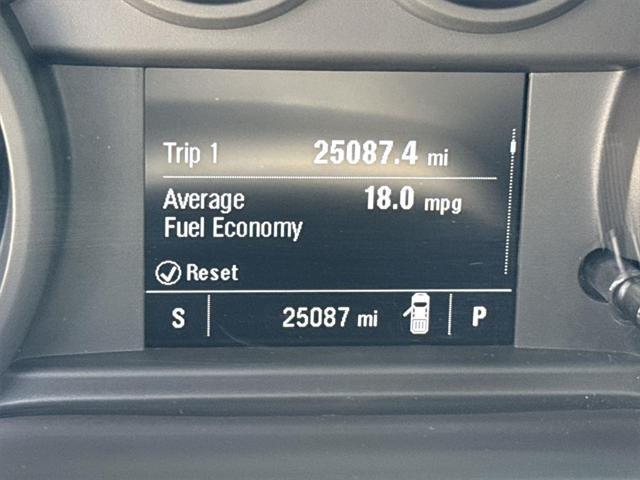 Trip 1 25087.4 mi
Average 18.0 mpg
Fuel Economy
Reset
S 25087 mi P